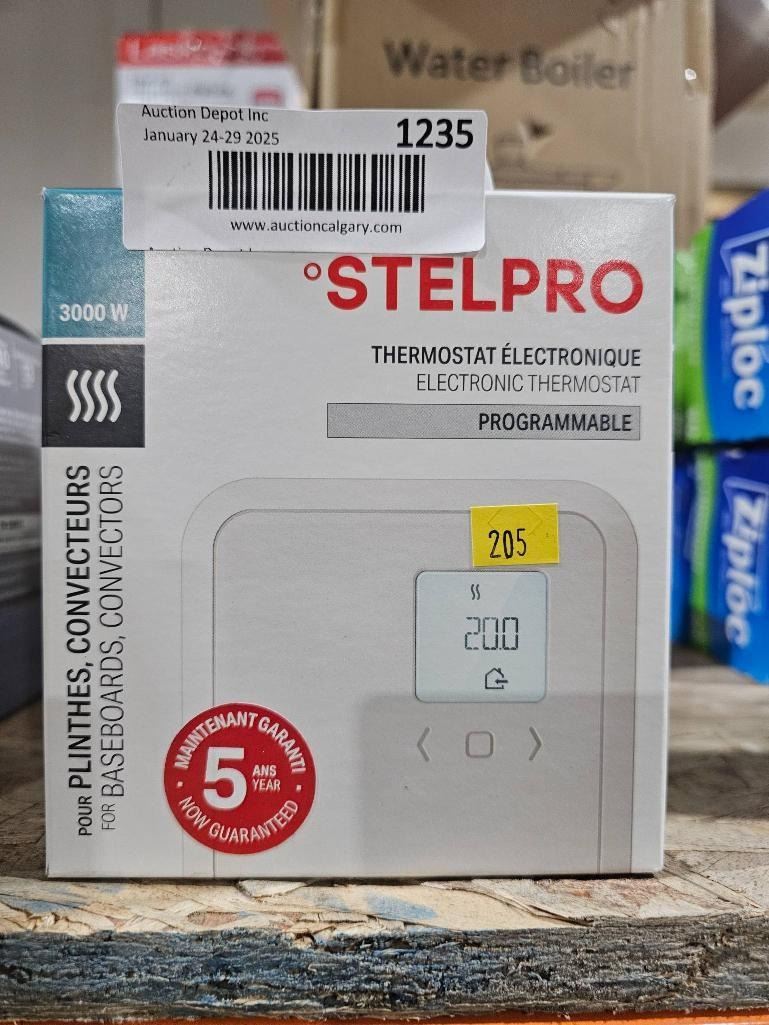 Water Boiler
Auction Depot Inc
January 24-29 2025
1235
www.auctioncalgary.com
°STELPRO
3000 W
THERMOSTAT ÉLECTRONIQUE
ELECTRONIC THERMOSTAT
PROGRAMMABLE
POUR PLINTHES, CONVECTEURS
FOR BASEBOARDS, CONVECTORS
205
20.0
MAINTENANT GARANTI
5 ANS
YEAR
NOW GUARANTEED
Ziploc
Ziploc